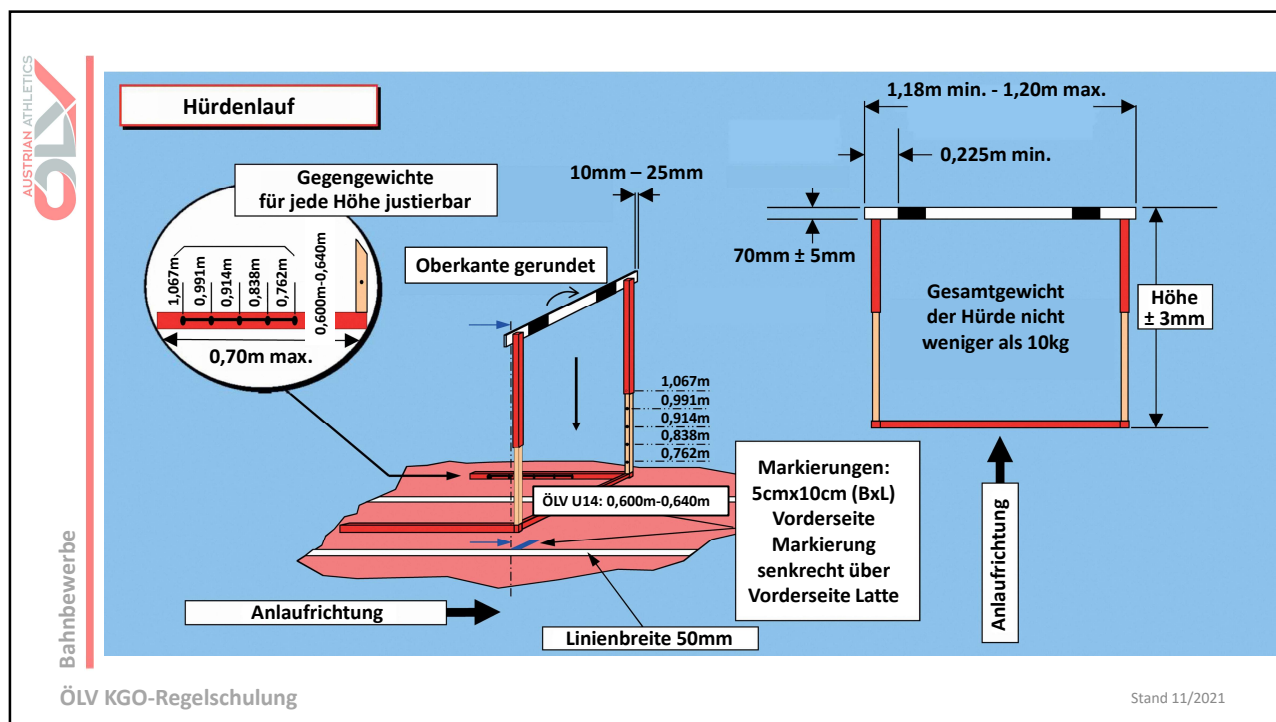 AUSTRIAN ATHLETICS
ÖLV
Bahnbewerbe
Hürdenlauf
Gegengewichte
für jede Höhe justierbar
1,067m
0,991m
0,914m
0,838m
0,762m
0,600m-0,640m
0,70m max.
10mm – 25mm
Oberkante gerundet
1,067m
0,991m
0,914m
0,838m
0,762m
ÖLV U14: 0,600m-0,640m
Anlaufrichtung
Linienbreite 50mm
Markierungen:
5cmx10cm (BxL)
Vorderseite
Markierung
senkrecht über
Vorderseite Latte
1,18m min. - 1,20m max.
0,225m min.
70mm ± 5mm
Gesamtgewicht
der Hürde nicht
weniger als 10kg
Höhe
± 3mm
Anlaufrichtung
ÖLV KGO-Regelschulung
Stand 11/2021